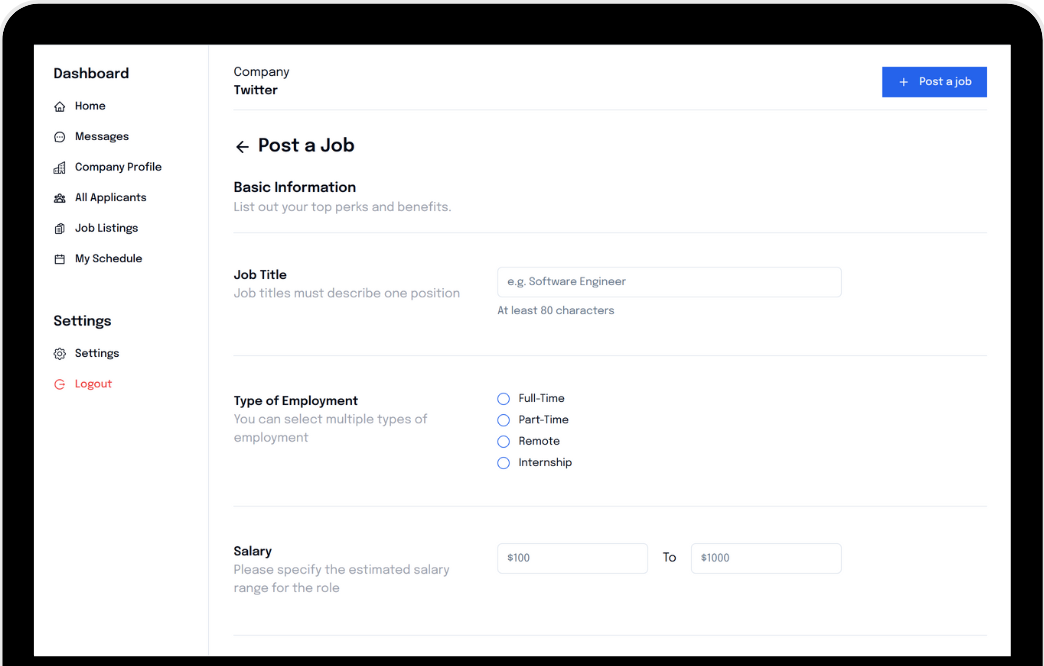 Dashboard
Home
Messages
Company Profile
All Applicants
Job Listings
My Schedule
Settings
Settings
Logout
Company
Twitter
+ Post a job
← Post a Job
Basic Information
List out your top perks and benefits.
Job Title
Job titles must describe one position
e.g. Software Engineer
At least 80 characters
Type of Employment
You can select multiple types of
employment
Full-Time
Part-Time
Remote
Internship
Salary
Please specify the estimated salary
range for the role
$100 To $1000